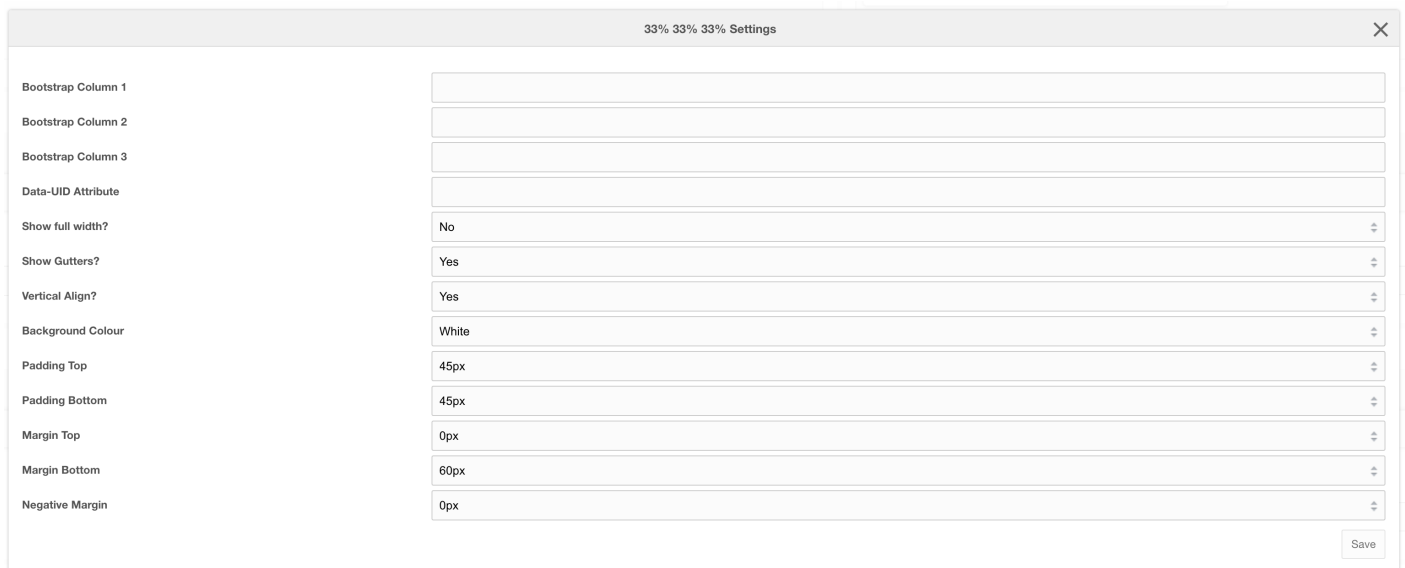 33% 33% 33% Settings
Bootstrap Column 1
Bootstrap Column 2
Bootstrap Column 3
Data-UID Attribute
Show full width? No
Show Gutters? Yes
Vertical Align? Yes
Background Colour White
Padding Top 45px
Padding Bottom 45px
Margin Top 0px
Margin Bottom 60px
Negative Margin 0px
Save